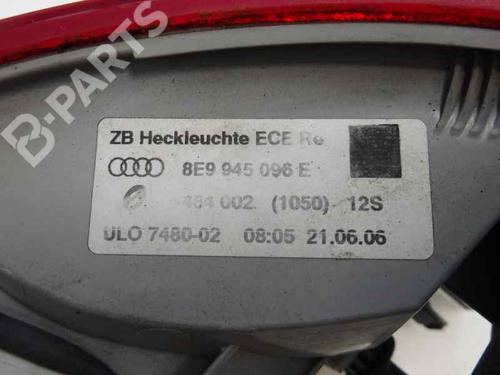 B-PARTS
ZB Heckleuchte ECE Re
8E9 945 096 E
484 002 (1050) 12S
ULO 7480-02 08:05 21.06.06